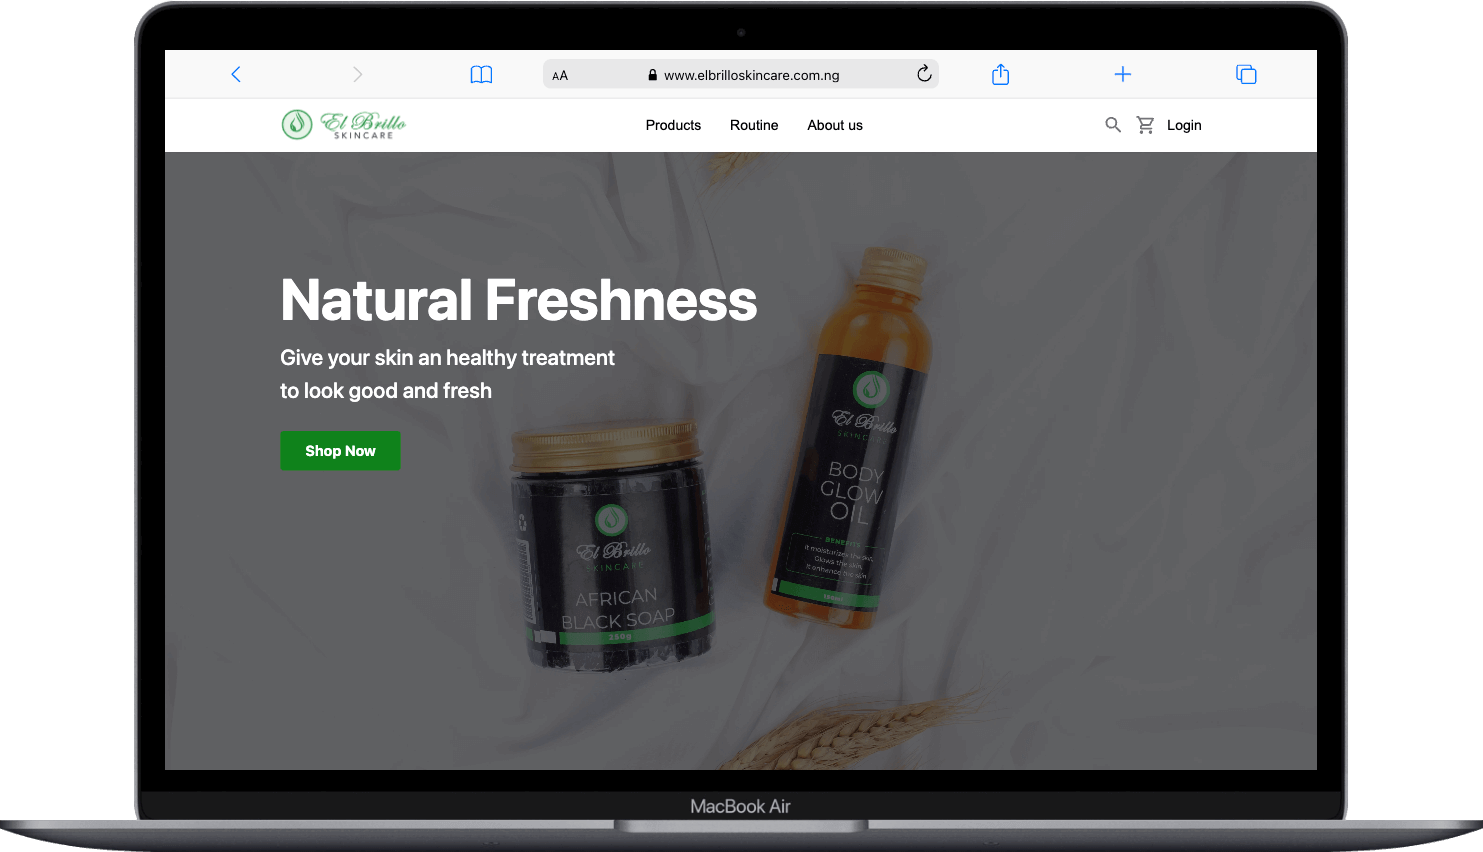 AA
www.elbrilloskincare.com.ng
El Brillo
SKINCARE
Products
Routine
About us
Login
Natural Freshness
Give your skin an healthy treatment
to look good and fresh
Shop Now
El Brillo
SKINCARE
BODY
GLOW
OIL
BENEFITS
It moisturizes the skin,
Glows the skin,
It enhance the skin
El Brillo
SKINCARE
AFRICAN
BLACK SOAP
250g
MacBook Air